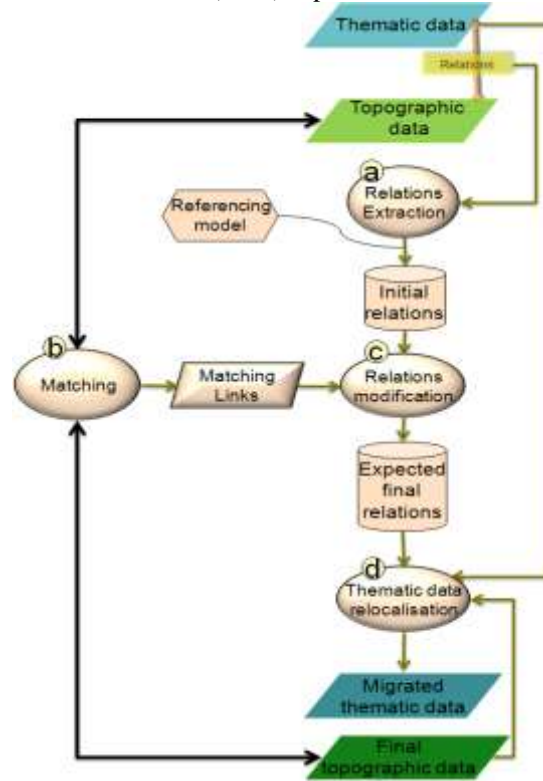 Thematic data
Relations
Topographic
data
a
Relations
Extraction
Referencing
model
Initial
relations
b
Matching
Matching
Links
c
Relations
modification
Expected
final
relations
d
Thematic data
relocalisation
Migrated
thematic data
Final
topographic data